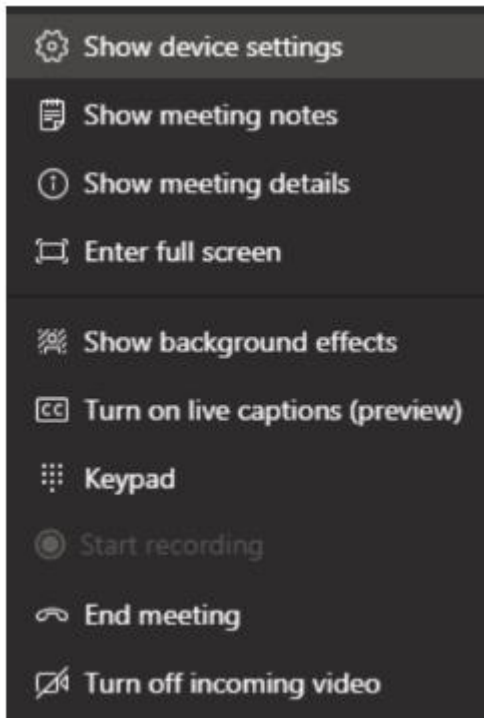 Show device settings
Show meeting notes
Show meeting details
Enter full screen
Show background effects
CC Turn on live captions (preview)
Keypad
Start recording
End meeting
Turn off incoming video